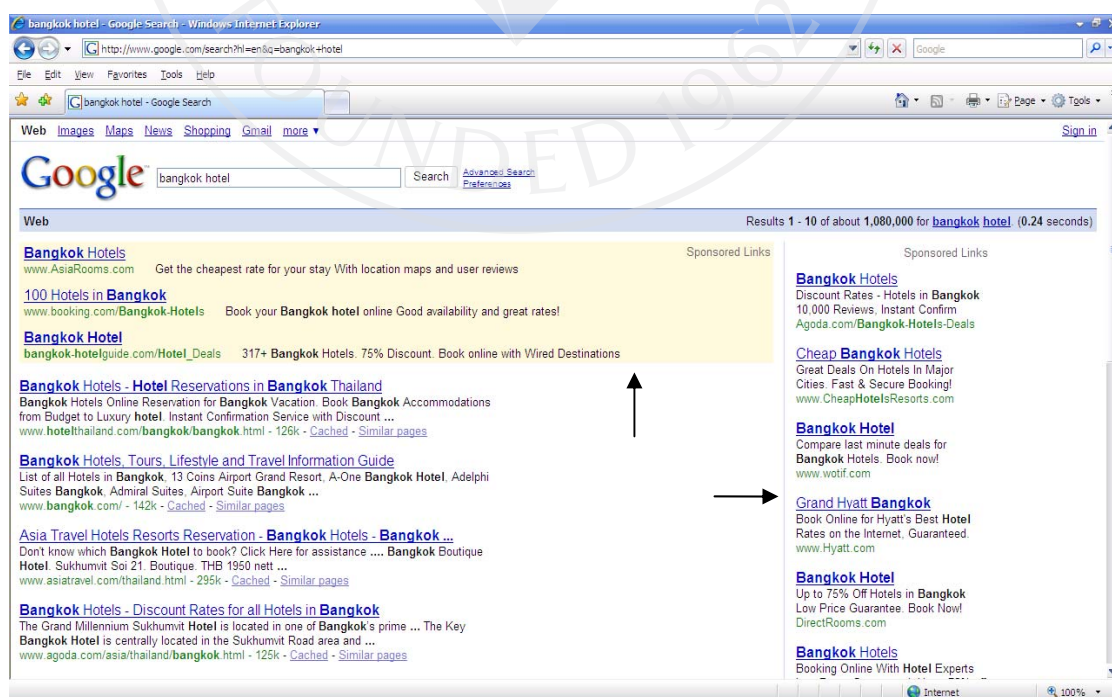 bangkok hotel - Google Search - Windows Internet Explorer
http://www.google.com/search?hl=en&q=bangkok+hotel
Google
File Edit View Favorites Tools Help
bangkok hotel - Google Search
Page Tools
Web Images Maps News Shopping Gmail more
Sign in
Google™
bangkok hotel
Search
Advanced Search
Preferences
Web
Results 1 - 10 of about 1,080,000 for bangkok hotel. (0.24 seconds)
Bangkok Hotels
Sponsored Links
www.AsiaRooms.com Get the cheapest rate for your stay With location maps and user reviews
100 Hotels in Bangkok
www.booking.com/Bangkok-Hotels Book your Bangkok hotel online Good availability and great rates!
Bangkok Hotel
bangkok-hotelguide.com/Hotel_Deals 317+ Bangkok Hotels. 75% Discount. Book online with Wired Destinations
Bangkok Hotels - Hotel Reservations in Bangkok Thailand
Bangkok Hotels Online Reservation for Bangkok Vacation. Book Bangkok Accommodations
from Budget to Luxury hotel. Instant Confirmation Service with Discount ...
www.hotelthailand.com/bangkok/bangkok.html - 126k - Cached - Similar pages
Bangkok Hotels, Tours, Lifestyle and Travel Information Guide
List of all Hotels in Bangkok, 13 Coins Airport Grand Resort, A-One Bangkok Hotel, Adelphi
Suites Bangkok, Admiral Suites, Airport Suite Bangkok ...
www.bangkok.com/ - 142k - Cached - Similar pages
Asia Travel Hotels Resorts Reservation - Bangkok Hotels - Bangkok ...
Don't know which Bangkok Hotel to book? Click Here for assistance .... Bangkok Boutique
Hotel. Sukhumvit Soi 21. Boutique. THB 1950 nett ...
www.asiatravel.com/thailand.html - 295k - Cached - Similar pages
Bangkok Hotels - Discount Rates for all Hotels in Bangkok
The Grand Millennium Sukhumvit Hotel is located in one of Bangkok's prime ... The Key
Bangkok Hotel is centrally located in the Sukhumvit Road area and ...
www.agoda.com/asia/thailand/bangkok.html - 125k - Cached - Similar pages
Sponsored Links
Bangkok Hotels
Discount Rates - Hotels in Bangkok
10,000 Reviews, Instant Confirm
Agoda.com/Bangkok-Hotels-Deals
Cheap Bangkok Hotels
Great Deals On Hotels In Major
Cities. Fast & Secure Booking!
www.CheapHotelsResorts.com
Bangkok Hotel
Compare last minute deals for
Bangkok Hotels. Book now!
www.wotif.com
Grand Hyatt Bangkok
Book Online for Hyatt's Best Hotel
Rates on the Internet, Guaranteed.
www.Hyatt.com
Bangkok Hotel
Up to 75% Off Hotels in Bangkok
Low Price Guarantee. Book Now!
DirectRooms.com
Bangkok Hotels
Booking Online With Hotel Experts
Internet
100%